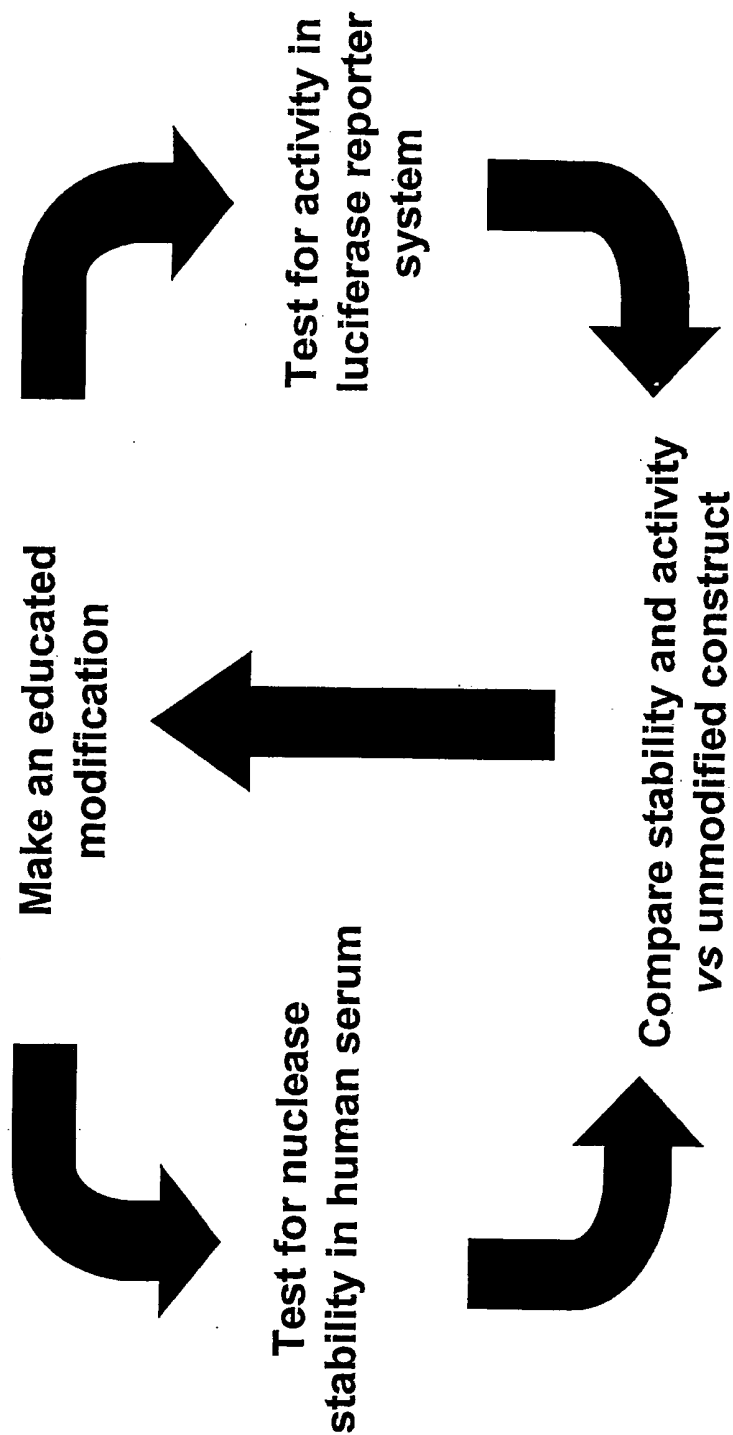 Make an educated
modification
Test for nuclease
stability in human serum
Test for activity in
luciferase reporter
system
Compare stability and activity
vs unmodified construct